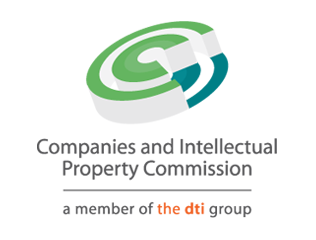 Companies and Intellectual
Property Commission
a member of the dti group